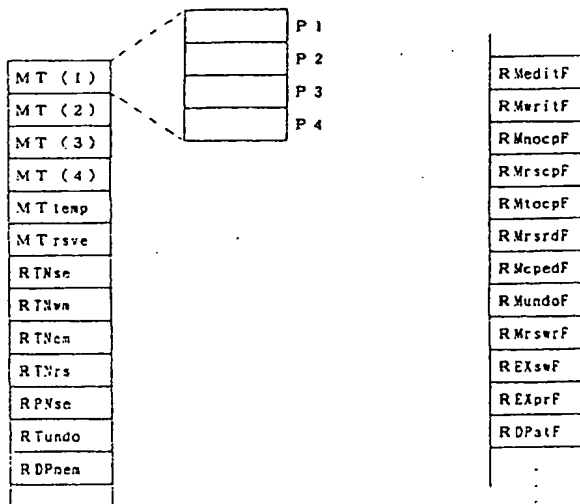 P1
P2
P3
P4
MT (1)
MT (2)
MT (3)
MT (4)
MTtemp
MTrsve
RTNse
RTNwm
RTNem
RTNrs
RPNse
RTundo
RDPmem
RMeditF
RMwritF
RMnocpF
RMrscpF
RMtocpF
RMrsrdF
RMcpedF
RMundoF
RMrswrF
REXswF
REXprF
RDPatF